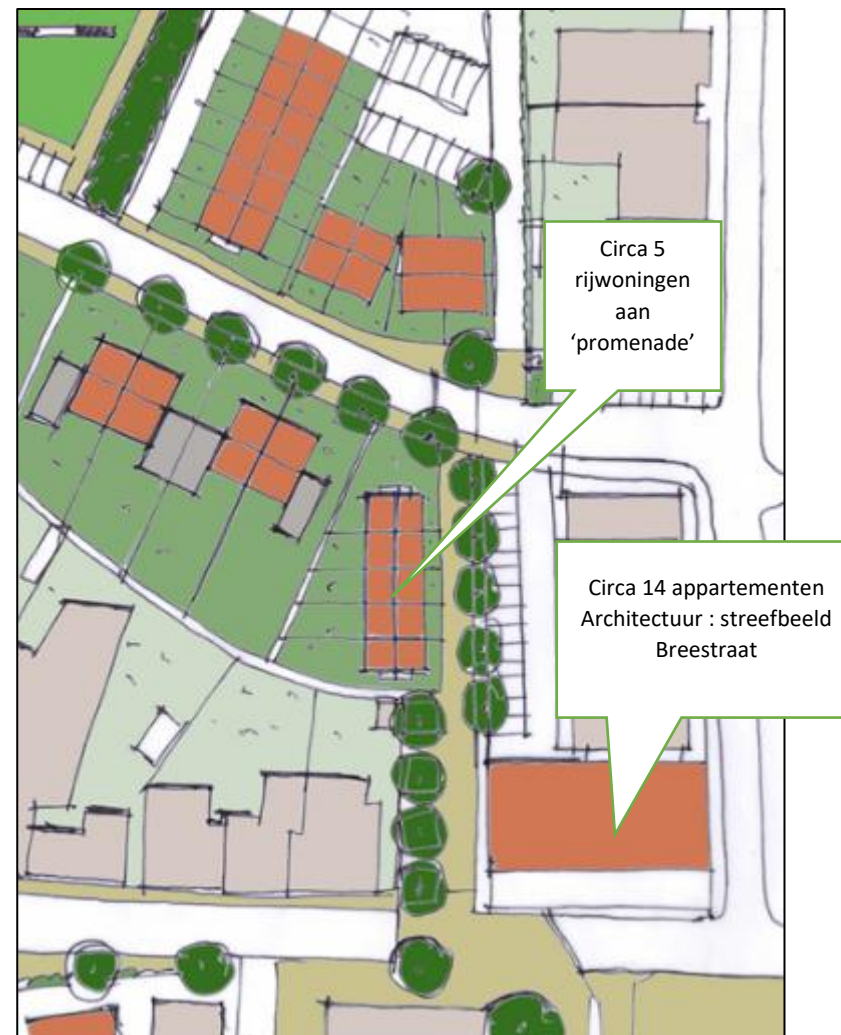 Circa 5
rijwoningen
aan
‘promenade’
Circa 14 appartementen
Architectuur : streefbeeld
Breestraat